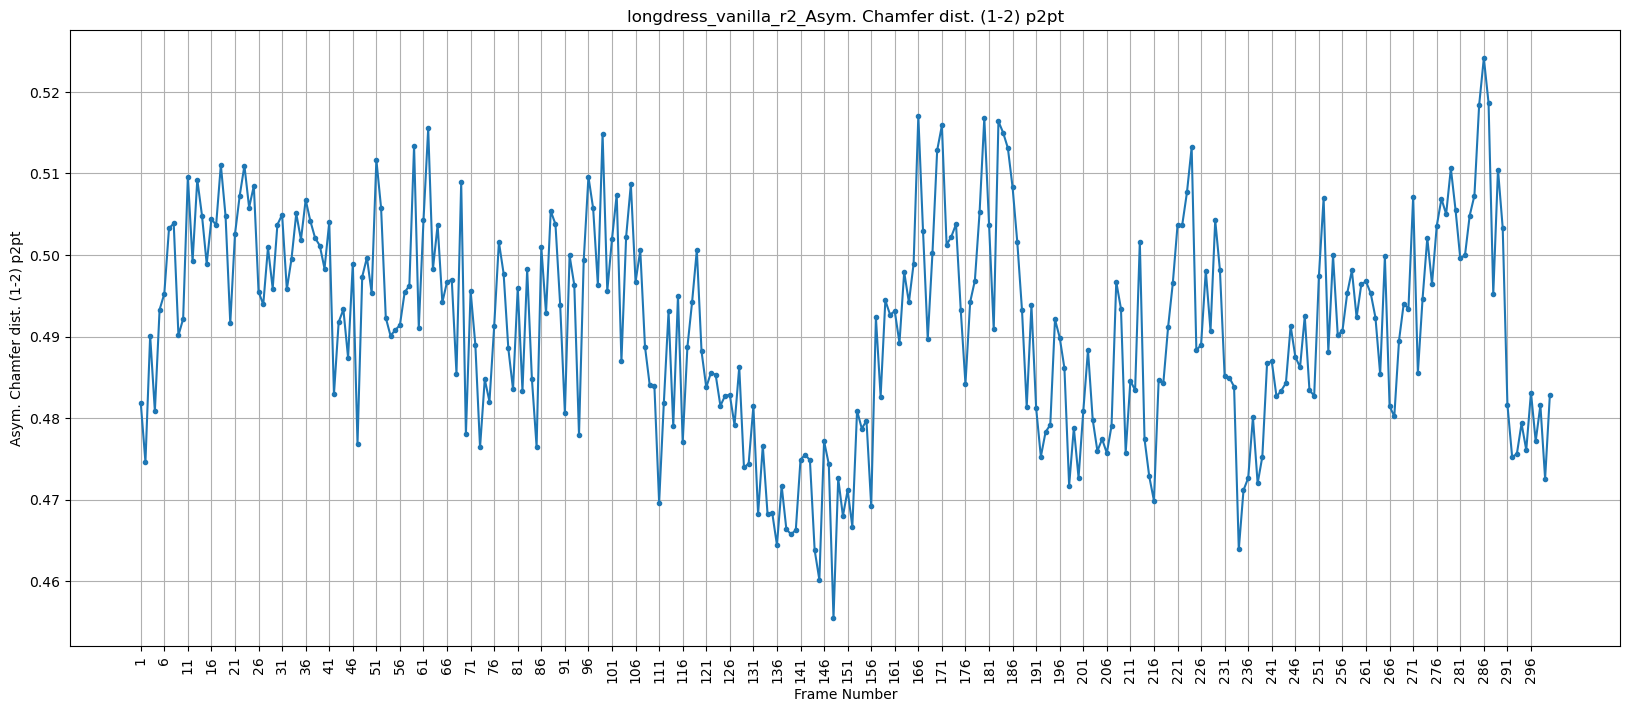 longdress_vanilla_r2_Asym. Chamfer dist. (1-2) p2pt
Asym. Chamfer dist. (1-2) p2pt
0.52
0.51
0.50
0.49
0.48
0.47
0.46
1 6 11 16 21 26 31 36 41 46 51 56 61 66 71 76 81 86 91 96 101 106 111 116 121 126 131 136 141 146 151 156 161 166 171 176 181 186 191 196 201 206 211 216 221 226 231 236 241 246 251 256 261 266 271 276 281 286 291 296
Frame Number